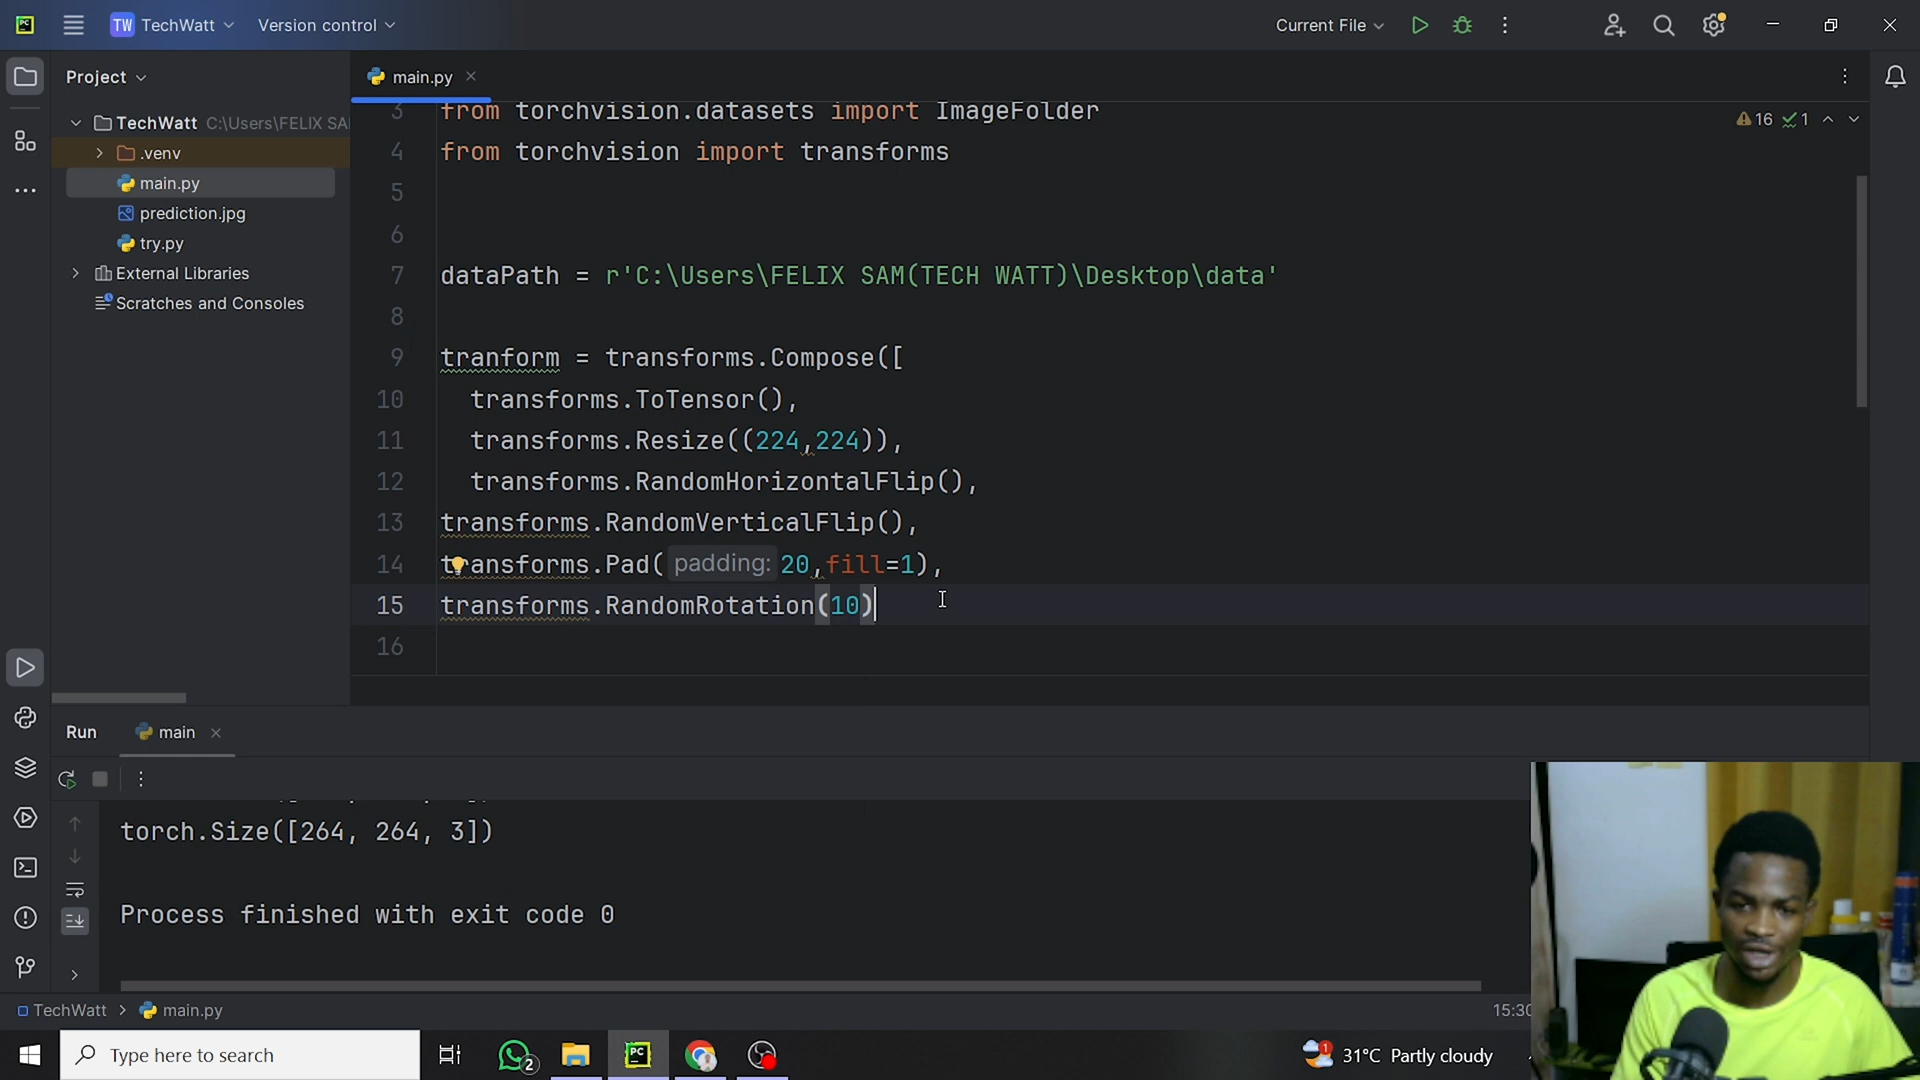 TW TechWatt
Version control
Current File
Project
main.py
TechWatt C:\Users\FELIX SA
.venv
main.py
prediction.jpg
try.py
External Libraries
Scratches and Consoles
16
1
3 from torchvision.datasets import ImageFolder
4 from torchvision import transforms
5
6
7 dataPath = r'C:\Users\FELIX SAM(TECH WATT)\Desktop\data'
8
9 tranform = transforms.Compose([
10 transforms.ToTensor(),
11 transforms.Resize((224,224)),
12 transforms.RandomHorizontalFlip(),
13 transforms.RandomVerticalFlip(),
14 transforms.Pad( padding: 20,fill=1),
15 transforms.RandomRotation(10)
16
Run
main
torch.Size([264, 264, 3])
Process finished with exit code 0
TechWatt > main.py
15:30
Type here to search
2
PC
1
31°C Partly cloudy